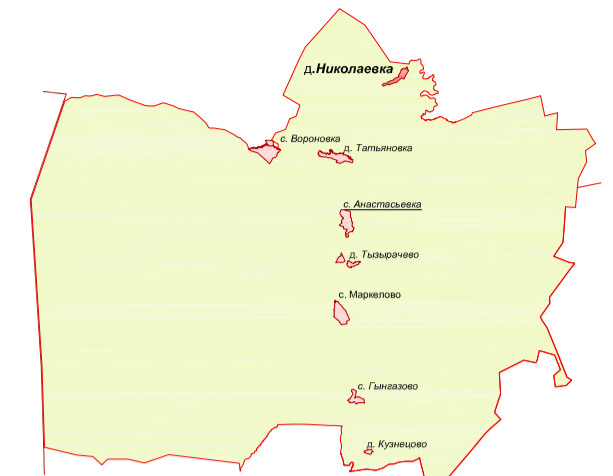 д.Николаевка
с. Вороновка
д. Татьяновка
с. Анастасьевка
д. Тызырачево
с. Маркелово
с. Гынгазово
д. Кузнецово